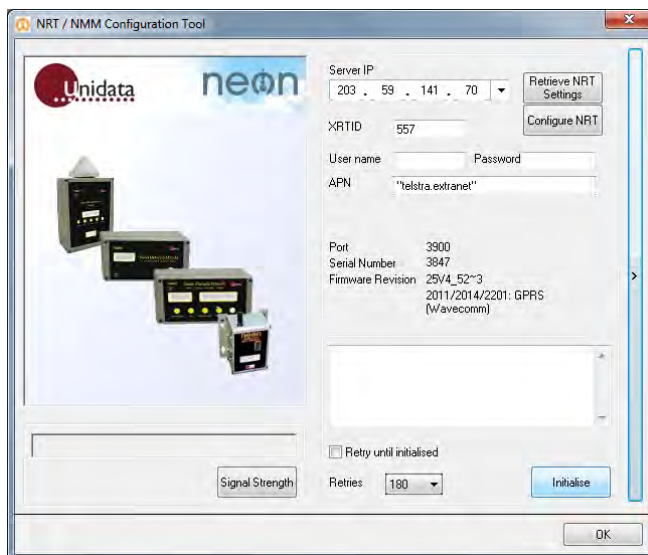 NRT / NMM Configuration Tool
Unidata
neon
Server IP
203 . 59 . 141 . 70
Retrieve NRT
Settings
XRTID 557
Configure NRT
User name Password
APN "telstra.extranet"
Port 3900
Serial Number 3847
Firmware Revision 25V4_52~3
2011/2014/2201: GPRS
(Wavecomm)
Retry until initialised
Signal Strength
Retries 180
Initialise
OK